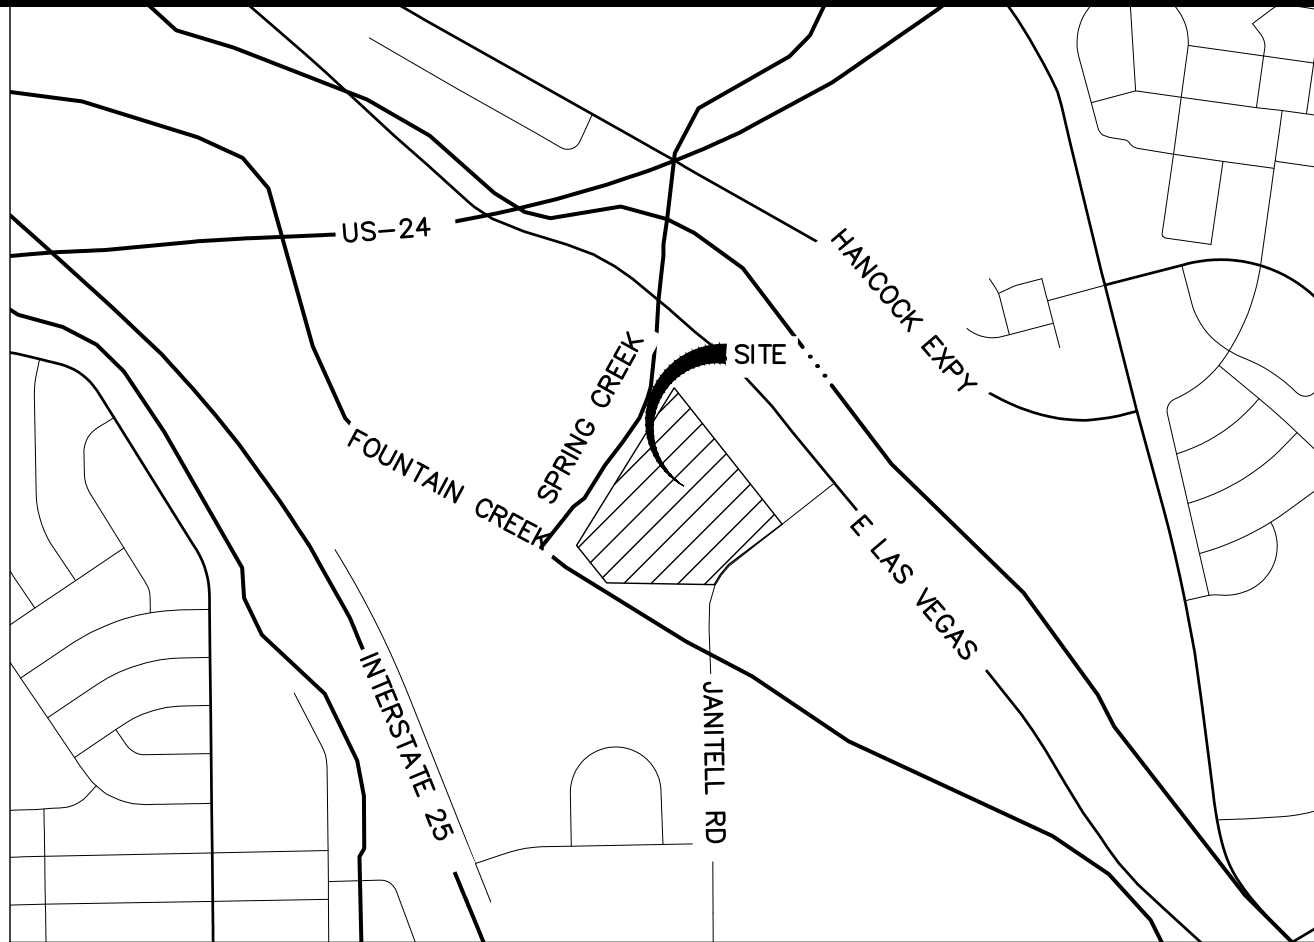 US-24
HANCOCK EXPY
SPRING CREEK
SITE
FOUNTAIN CREEK
E LAS VEGAS
INTERSTATE 25
JANITELL RD